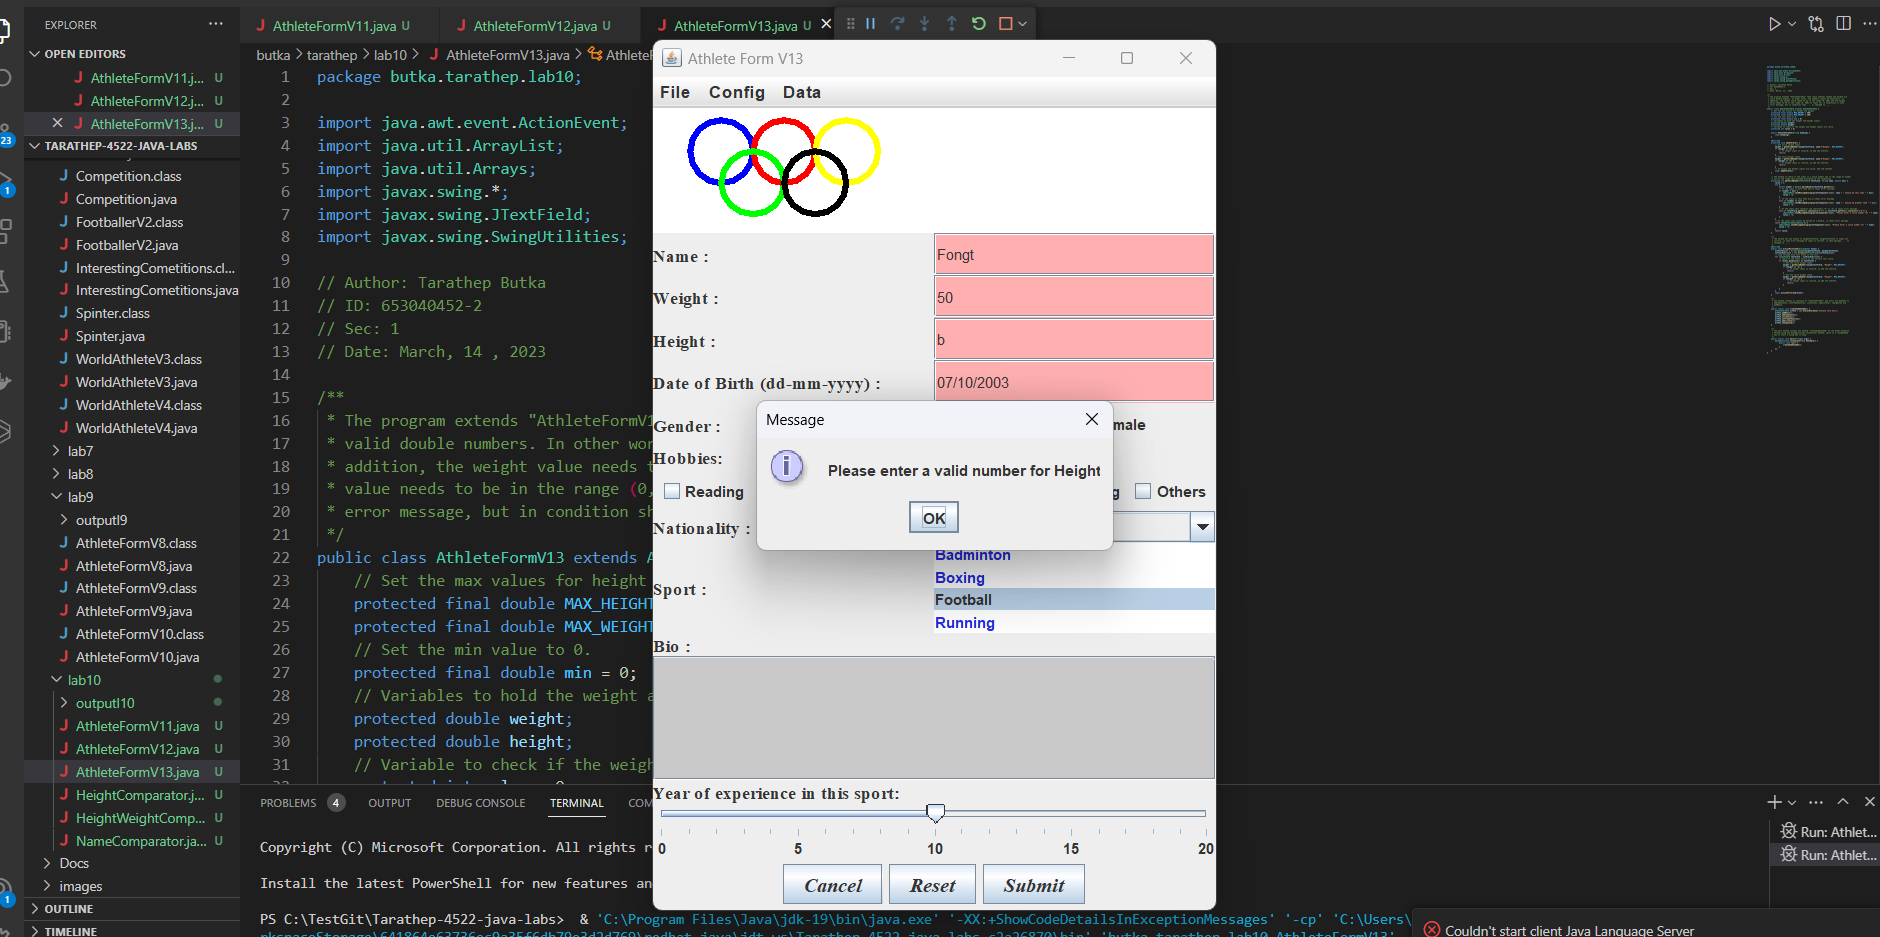 EXPLORER
OPEN EDITORS
AthleteFormV11.j... U
AthleteFormV12.j... U
AthleteFormV13.j... U
TARATHEP-4522-JAVA-LABS
Competition.class
Competition.java
FootballerV2.class
FootballerV2.java
InterestingCometitions.cl...
InterestingCometitions.java
Spinter.class
Spinter.java
WorldAthleteV3.class
WorldAthleteV3.java
WorldAthleteV4.class
WorldAthleteV4.java
lab7
lab8
lab9
outputl9
AthleteFormV8.class
AthleteFormV8.java
AthleteFormV9.class
AthleteFormV9.java
AthleteFormV10.class
AthleteFormV10.java
lab10
outputl10
AthleteFormV11.java U
AthleteFormV12.java U
AthleteFormV13.java U
HeightComparator.j... U
HeightWeightComp... U
NameComparator.ja... U
Docs
images
OUTLINE
TIMELINE
23
1
1
AthleteFormV11.java U
AthleteFormV12.java U
AthleteFormV13.java U
butka > tarathep > lab10 > AthleteFormV13.java > AthleteF
1 package butka.tarathep.lab10;
2
3 import java.awt.event.ActionEvent;
4 import java.util.ArrayList;
5 import java.util.Arrays;
6 import javax.swing.*;
7 import javax.swing.JTextField;
8 import javax.swing.SwingUtilities;
9
10 // Author: Tarathep Butka
11 // ID: 653040452-2
12 // Sec: 1
13 // Date: March, 14 , 2023
14
15 /**
16 * The program extends "AthleteFormV1
17 * valid double numbers. In other wor
18 * addition, the weight value needs t
19 * value needs to be in the range (0,
20 * error message, but in condition sh
21 */
22 public class AthleteFormV13 extends A
23 // Set the max values for height
24 protected final double MAX_HEIGHT
25 protected final double MAX_WEIGHT
26 // Set the min value to 0.
27 protected final double min = 0;
28 // Variables to hold the weight a
29 protected double weight;
30 protected double height;
31 // Variable to check if the weigh
Athlete Form V13
File Config Data
Name : Fongt
Weight : 50
Height : b
Date of Birth (dd-mm-yyyy) : 07/10/2003
Gender : male
Hobbies:
Reading g Others
Nationality :
Message
Please enter a valid number for Height
OK
Sport :
Badminton
Boxing
Football
Running
Bio :
Year of experience in this sport:
0 5 10 15 20
Cancel Reset Submit
PROBLEMS 4 OUTPUT DEBUG CONSOLE TERMINAL COM
Copyright (C) Microsoft Corporation. All rights r
Install the latest PowerShell for new features an
PS C:\TestGit\Tarathep-4522-java-labs> & 'C:\Program Files\Java\jdk-19\bin\java.exe' '-XX:+ShowCodeDetailsInExceptionMessages' '-cp' 'C:\Users\
Run: Athlet...
Run: Athlet...
Couldn't start client Java Language Server